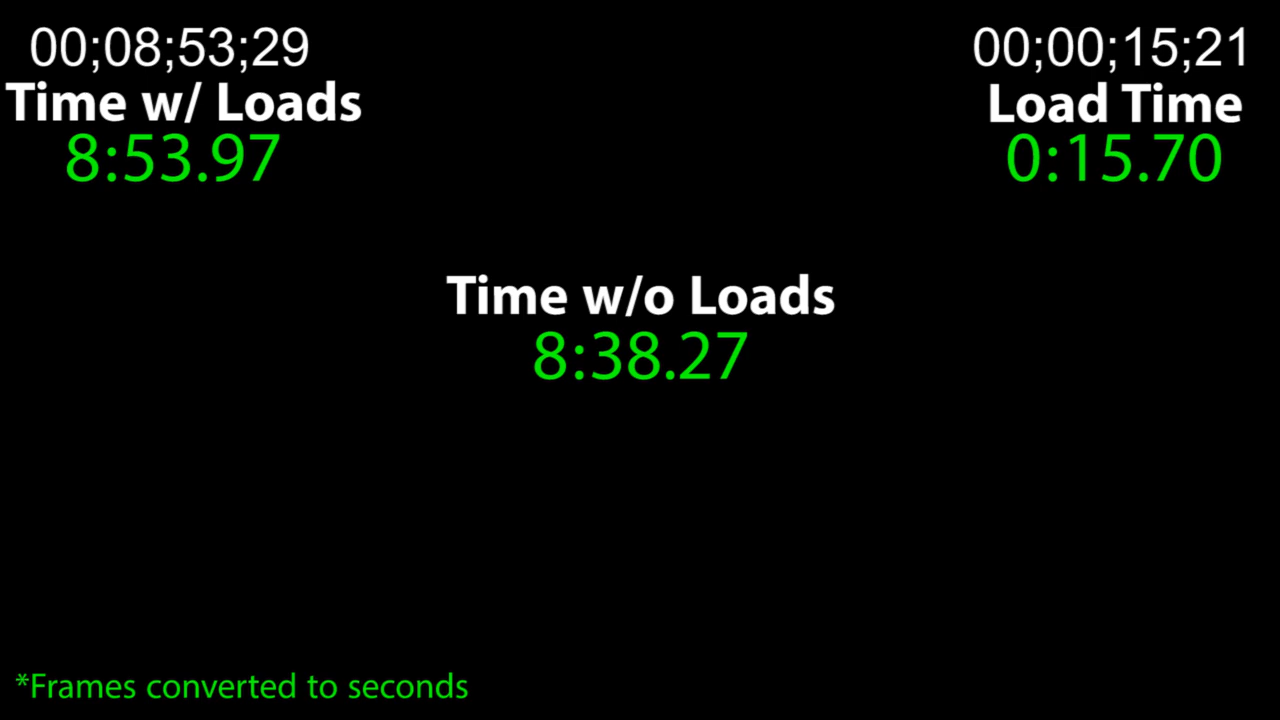 00;08;53;29
Time w/ Loads
8:53.97
00;00;15;21
Load Time
0:15.70
Time w/o Loads
8:38.27
*Frames converted to seconds